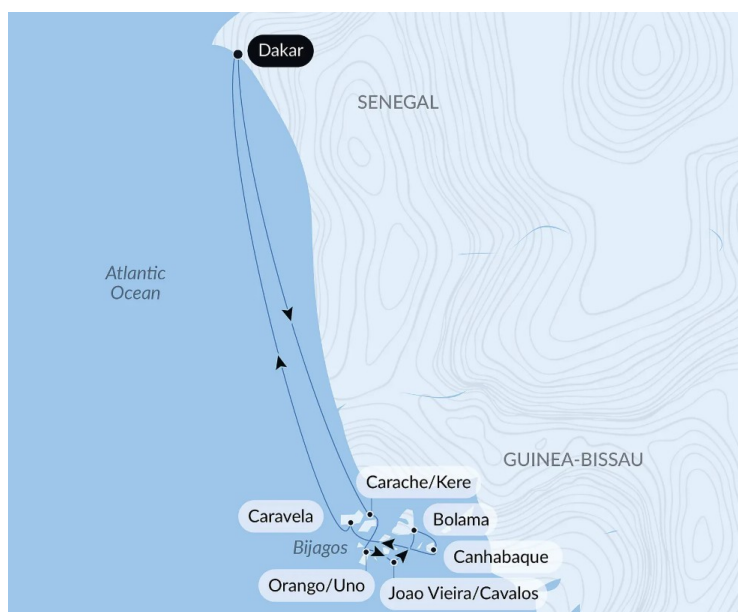 Dakar
SENEGAL
Atlantic
Ocean
GUINEA-BISSAU
Carache/Kere
Caravela
Bolama
Bijagos
Canhabaque
Orango/Uno
Joao Vieira/Cavalos